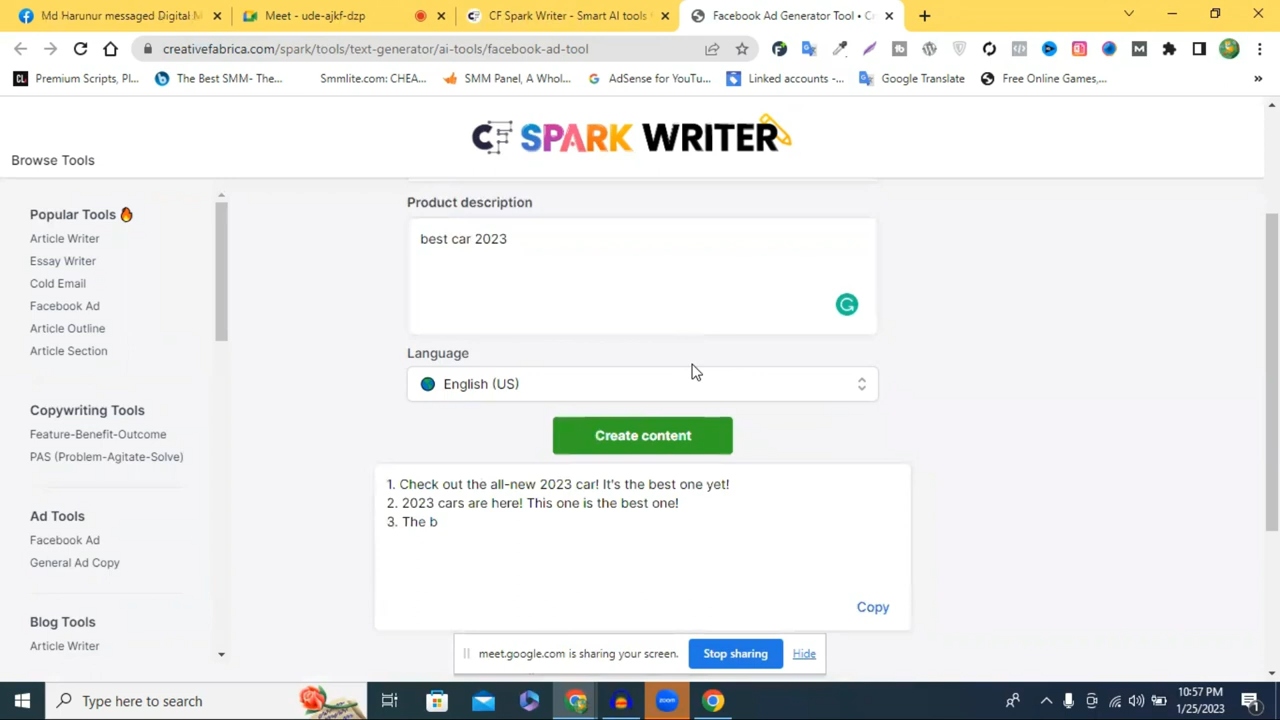 Md Harunur messaged Digital M
Meet - ude-ajkf-dzp
CF Spark Writer - Smart AI tools
Facebook Ad Generator Tool • C
creativefabrica.com/spark/tools/text-generator/ai-tools/facebook-ad-tool
Premium Scripts, Pl...
The Best SMM- The...
Smmlite.com: CHEA...
SMM Panel, A Whol...
AdSense for YouTu...
Linked accounts -...
Google Translate
Free Online Games,...
»
CF SPARK WRITER
Browse Tools
Popular Tools
Article Writer
Essay Writer
Cold Email
Facebook Ad
Article Outline
Article Section
Copywriting Tools
Feature-Benefit-Outcome
PAS (Problem-Agitate-Solve)
Ad Tools
Facebook Ad
General Ad Copy
Blog Tools
Article Writer
Product description
best car 2023
Language
English (US)
Create content
1. Check out the all-new 2023 car! It's the best one yet!
2. 2023 cars are here! This one is the best one!
3. The b
Copy
meet.google.com is sharing your screen.
Stop sharing
Hide
Type here to search
zoom
10:57 PM
1/25/2023